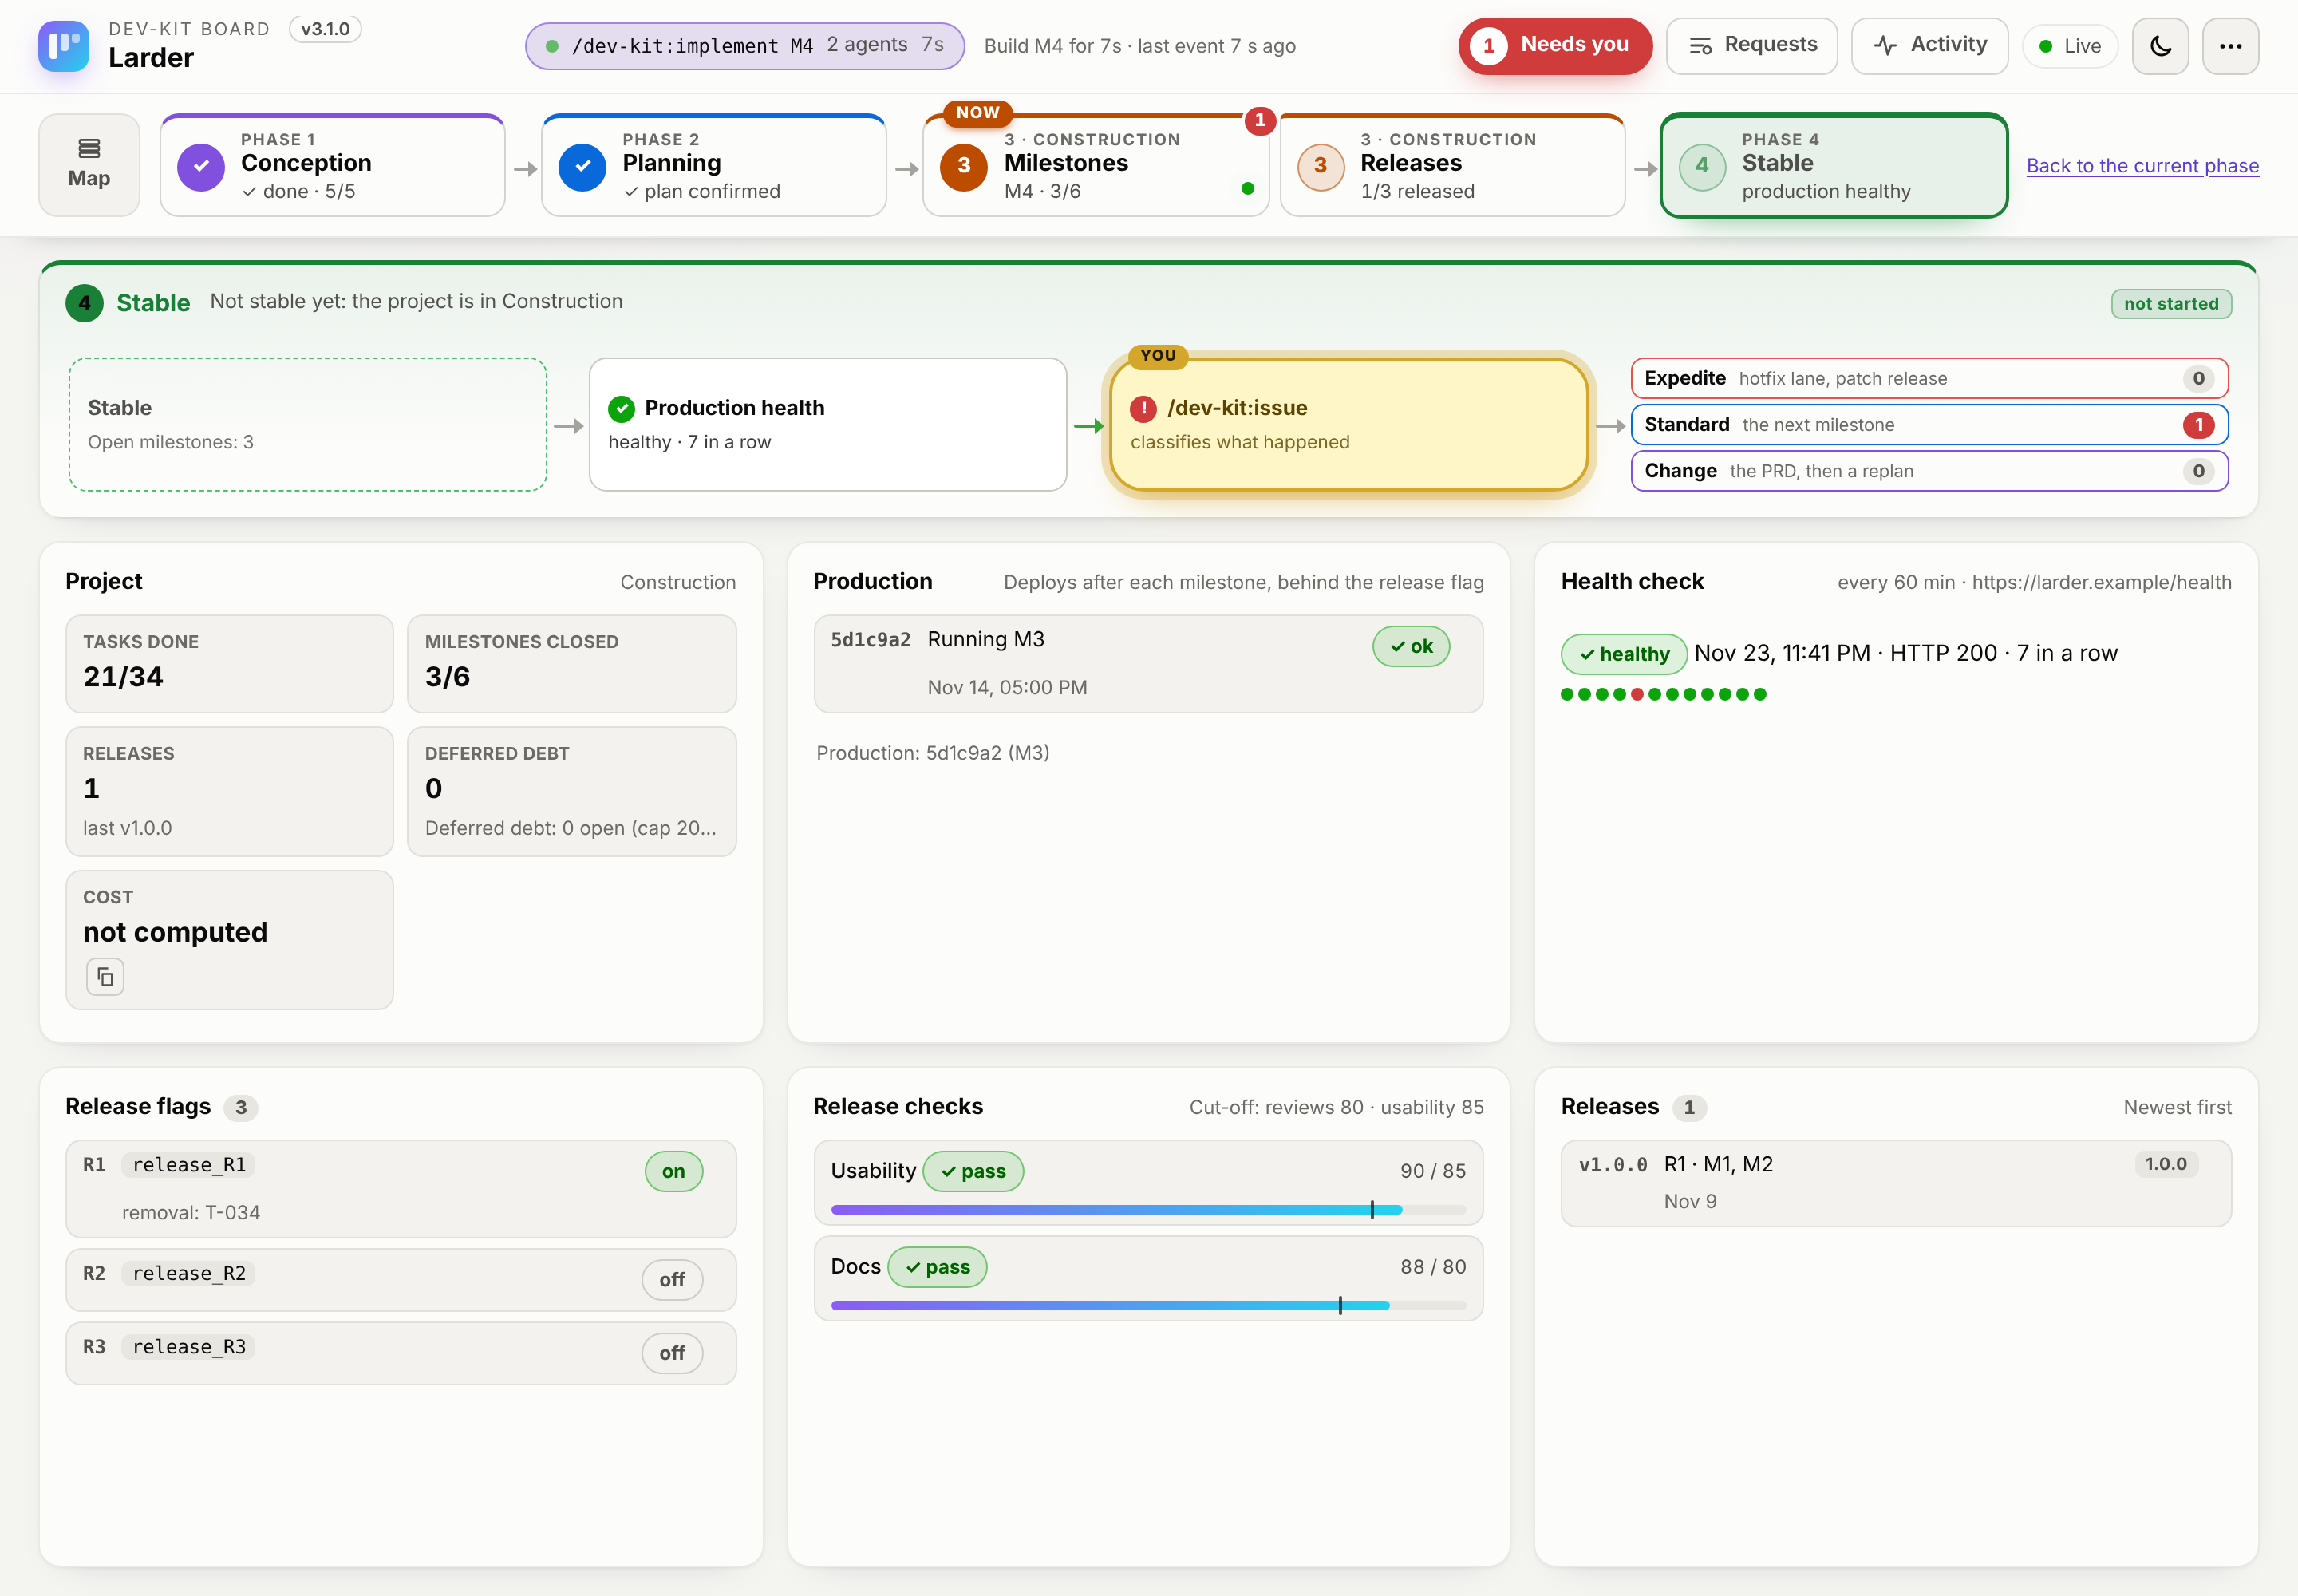 DEV-KIT BOARD v3.1.0
Larder
/dev-kit:implement M4 2 agents 7s
Build M4 for 7s · last event 7 s ago
1 Needs you
Requests
Activity
Live
Map
PHASE 1
Conception
✓ done · 5/5
PHASE 2
Planning
✓ plan confirmed
NOW
3
3 · CONSTRUCTION
Milestones
M4 · 3/6
1
3
3 · CONSTRUCTION
Releases
1/3 released
4
PHASE 4
Stable
production healthy
Back to the current phase
4 Stable Not stable yet: the project is in Construction
not started
Stable
Open milestones: 3
Production health
healthy · 7 in a row
YOU
! /dev-kit:issue
classifies what happened
Expedite hotfix lane, patch release 0
Standard the next milestone 1
Change the PRD, then a replan 0
Project Construction
TASKS DONE
21/34
MILESTONES CLOSED
3/6
RELEASES
1
last v1.0.0
DEFERRED DEBT
0
Deferred debt: 0 open (cap 20...
COST
not computed
Production Deploys after each milestone, behind the release flag
5d1c9a2 Running M3 ✓ ok
Nov 14, 05:00 PM
Production: 5d1c9a2 (M3)
Health check every 60 min · https://larder.example/health
✓ healthy Nov 23, 11:41 PM · HTTP 200 · 7 in a row
Release flags 3
R1 release_R1 on
removal: T-034
R2 release_R2 off
R3 release_R3 off
Release checks Cut-off: reviews 80 · usability 85
Usability ✓ pass 90 / 85
Docs ✓ pass 88 / 80
Releases 1 Newest first
v1.0.0 R1 · M1, M2 1.0.0
Nov 9